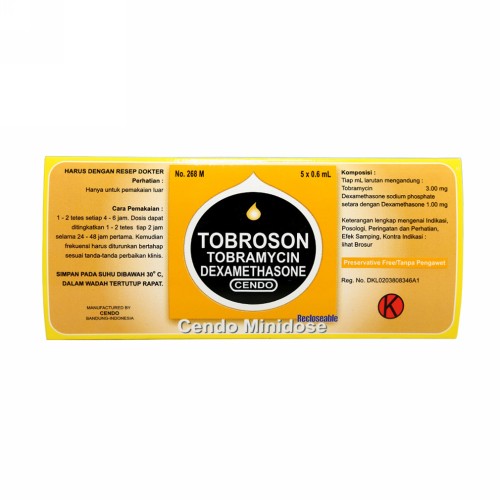 HARUS DENGAN RESEP DOKTER
Perhatian :
Hanya untuk pemakaian luar
Cara Pemakaian :
1 - 2 tetes setiap 4 - 6 jam. Dosis dapat
ditingkatkan 1 - 2 tetes tiap 2 jam
selama 24 - 48 jam pertama. Kemudian
frekuensi harus diturunkan bertahap
sesuai tanda-tanda perbaikan klinis.
SIMPAN PADA SUHU DIBAWAH 30° C,
DALAM WADAH TERTUTUP RAPAT.
MANUFACTURED BY
CENDO
BANDUNG-INDONESIA
No. 268 M
5 x 0.6 mL
TOBROSON
TOBRAMYCIN
DEXAMETHASONE
CENDO
Cendo Minidose
Recloseable
Komposisi :
Tiap mL larutan mengandung :
Tobramycin 3.00 mg
Dexamethasone sodium phosphate
setara dengan Dexamethasone 1.00 mg
Keterangan lengkap mengenai Indikasi,
Posologi, Peringatan dan Perhatian,
Efek Samping, Kontra Indikasi :
lihat Brosur
Preservative Free/Tanpa Pengawet
Reg. No. DKL0203808346A1
K